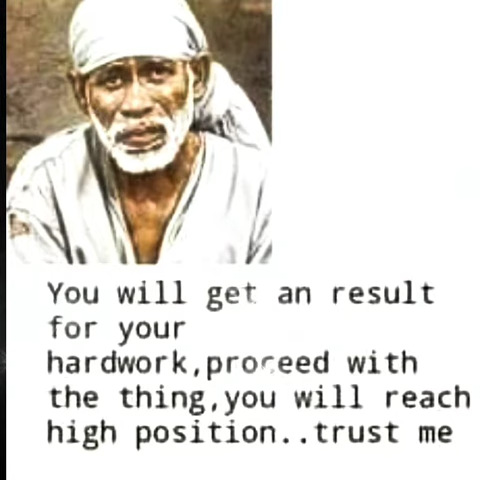 You will get an result
for your
hardwork,proceed with
the thing,you will reach
high position..trust me